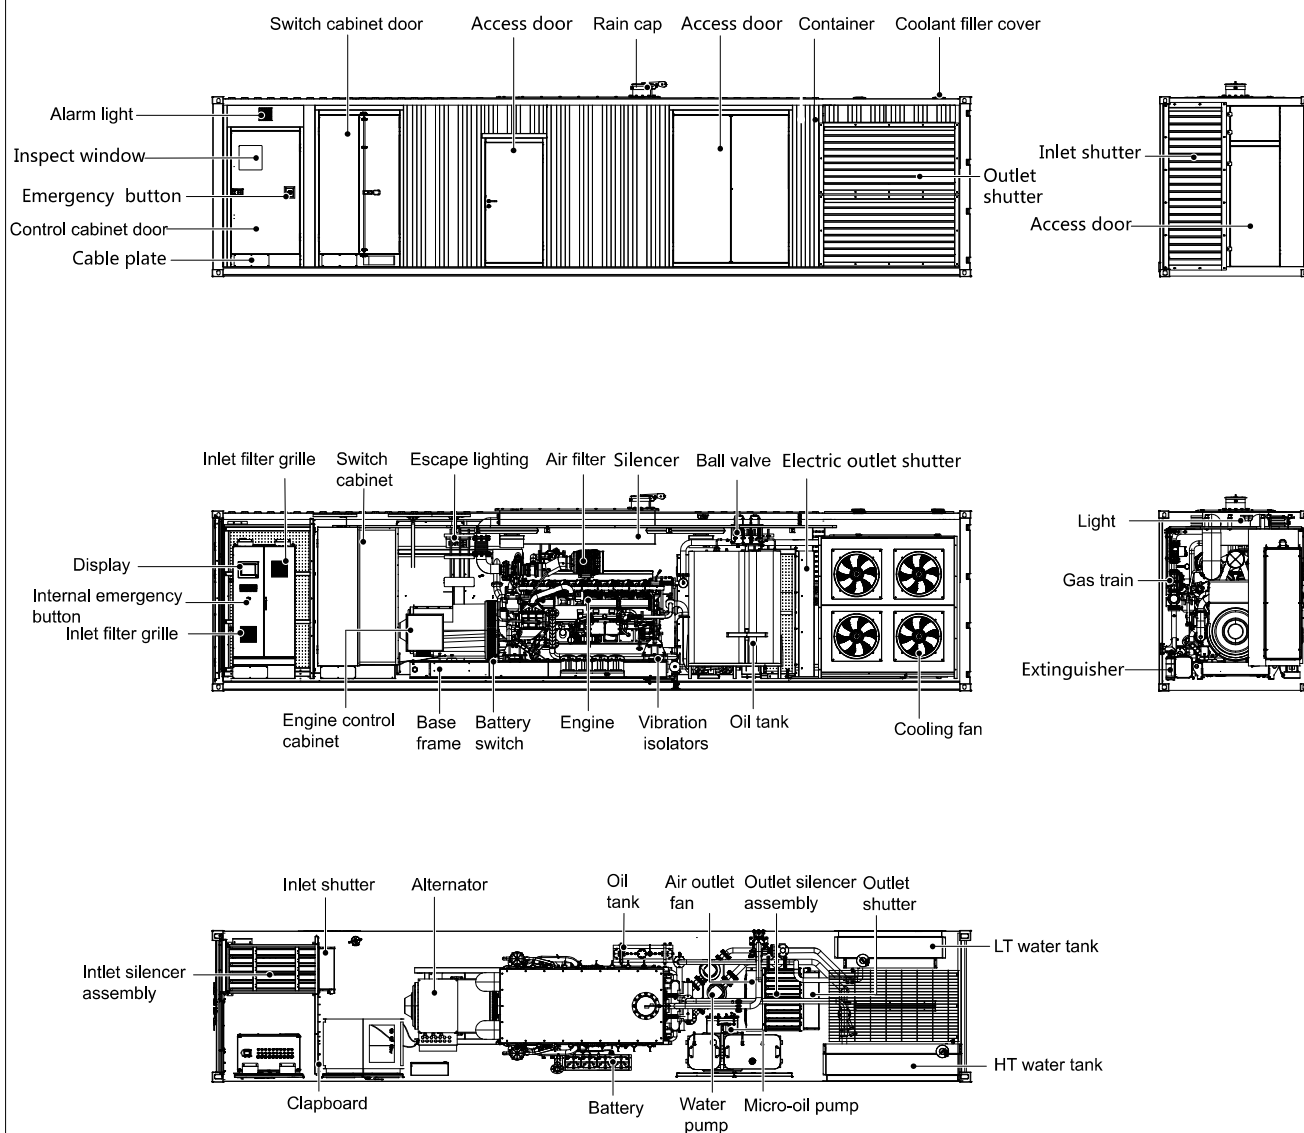 Switch cabinet door
Access door
Rain cap
Access door
Container
Coolant filler cover
Alarm light
Inspect window
Emergency button
Control cabinet door
Cable plate
Outlet
shutter
Inlet shutter
Access door
Inlet filter grille
Switch
cabinet
Escape lighting
Air filter
Silencer
Ball valve
Electric outlet shutter
Display
Internal emergency
button
Inlet filter grille
Light
Gas train
Extinguisher
Engine control
cabinet
Base
frame
Battery
switch
Engine
Vibration
isolators
Oil tank
Cooling fan
Inlet shutter
Alternator
Oil
tank
Air outlet
fan
Outlet silencer
assembly
Outlet
shutter
Intlet silencer
assembly
LT water tank
HT water tank
Clapboard
Battery
Water
pump
Micro-oil pump